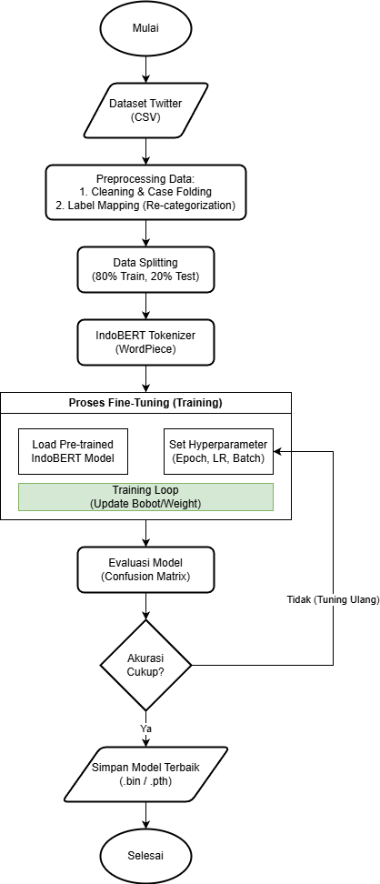 Mulai
Dataset Twitter
(CSV)
Preprocessing Data:
1. Cleaning & Case Folding
2. Label Mapping (Re-categorization)
Data Splitting
(80% Train, 20% Test)
IndoBERT Tokenizer
(WordPiece)
Proses Fine-Tuning (Training)
Load Pre-trained
IndoBERT Model
Set Hyperparameter
(Epoch, LR, Batch)
Training Loop
(Update Bobot/Weight)
Evaluasi Model
(Confusion Matrix)
Tidak (Tuning Ulang)
Akurasi
Cukup?
Ya
Simpan Model Terbaik
(.bin / .pth)
Selesai